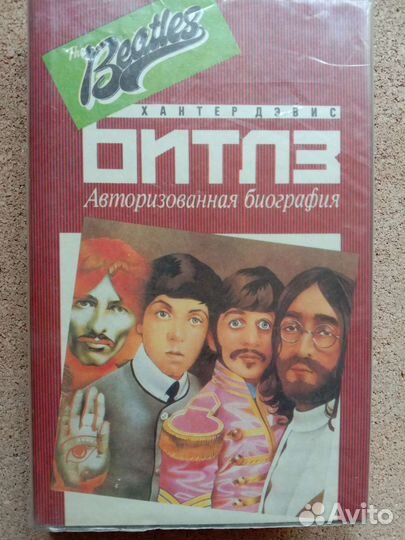 The
Beatles
ХАНТЕР ДЭВИС
БИТЛЗ
Авторизованная биография
Avito